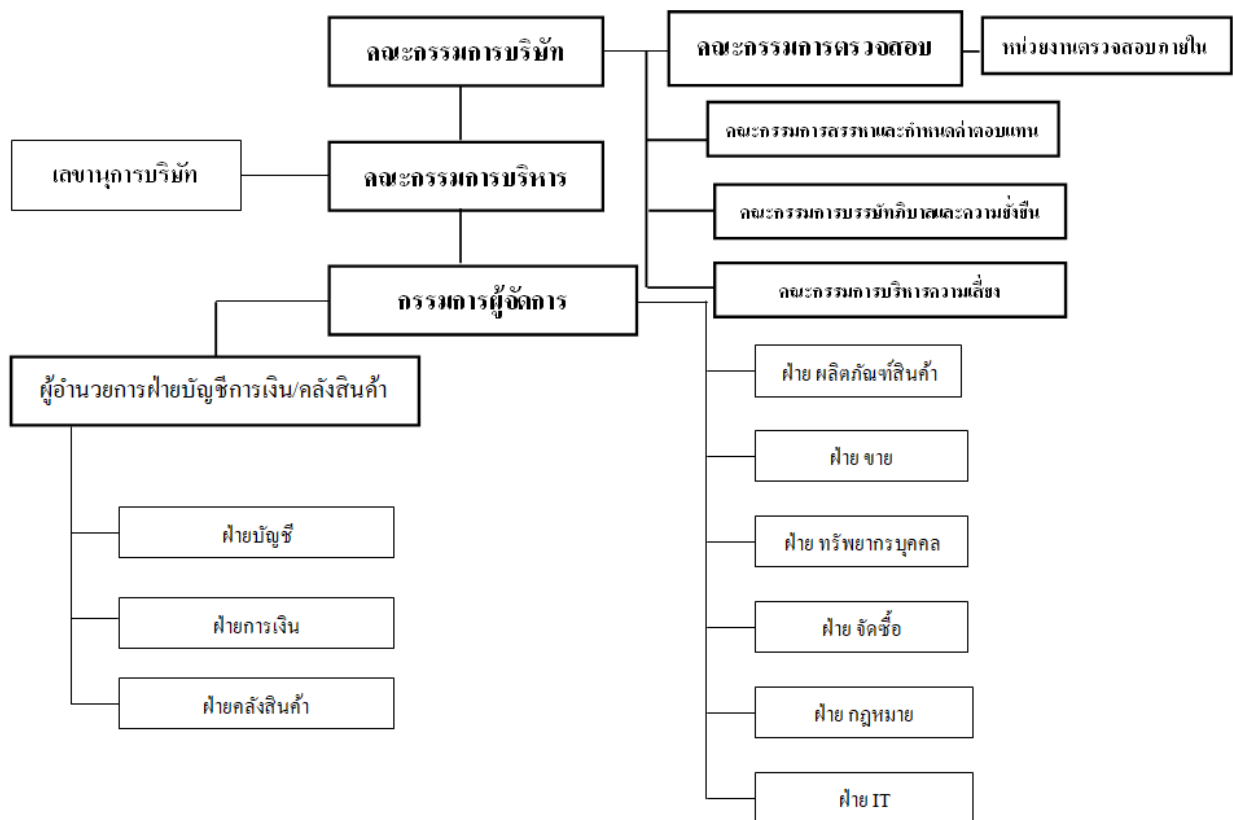 คณะกรรมการบริษัท
คณะกรรมการตรวจสอบ
หน่วยงานตรวจสอบภายใน
คณะกรรมการสรรหาและกำหนดค่าตอบแทน
เลขานุการบริษัท
คณะกรรมการบริหาร
คณะกรรมการบรรษัทภิบาลและความยั่งยืน
คณะกรรมการบริหารความเสี่ยง
กรรมการผู้จัดการ
ผู้อำนวยการฝ่ายบัญชีการเงิน/คลังสินค้า
ฝ่ายบัญชี
ฝ่ายการเงิน
ฝ่ายคลังสินค้า
ฝ่าย ผลิตภัณฑ์สินค้า
ฝ่าย ขาย
ฝ่าย ทรัพยากรบุคคล
ฝ่าย จัดซื้อ
ฝ่าย กฎหมาย
ฝ่าย IT